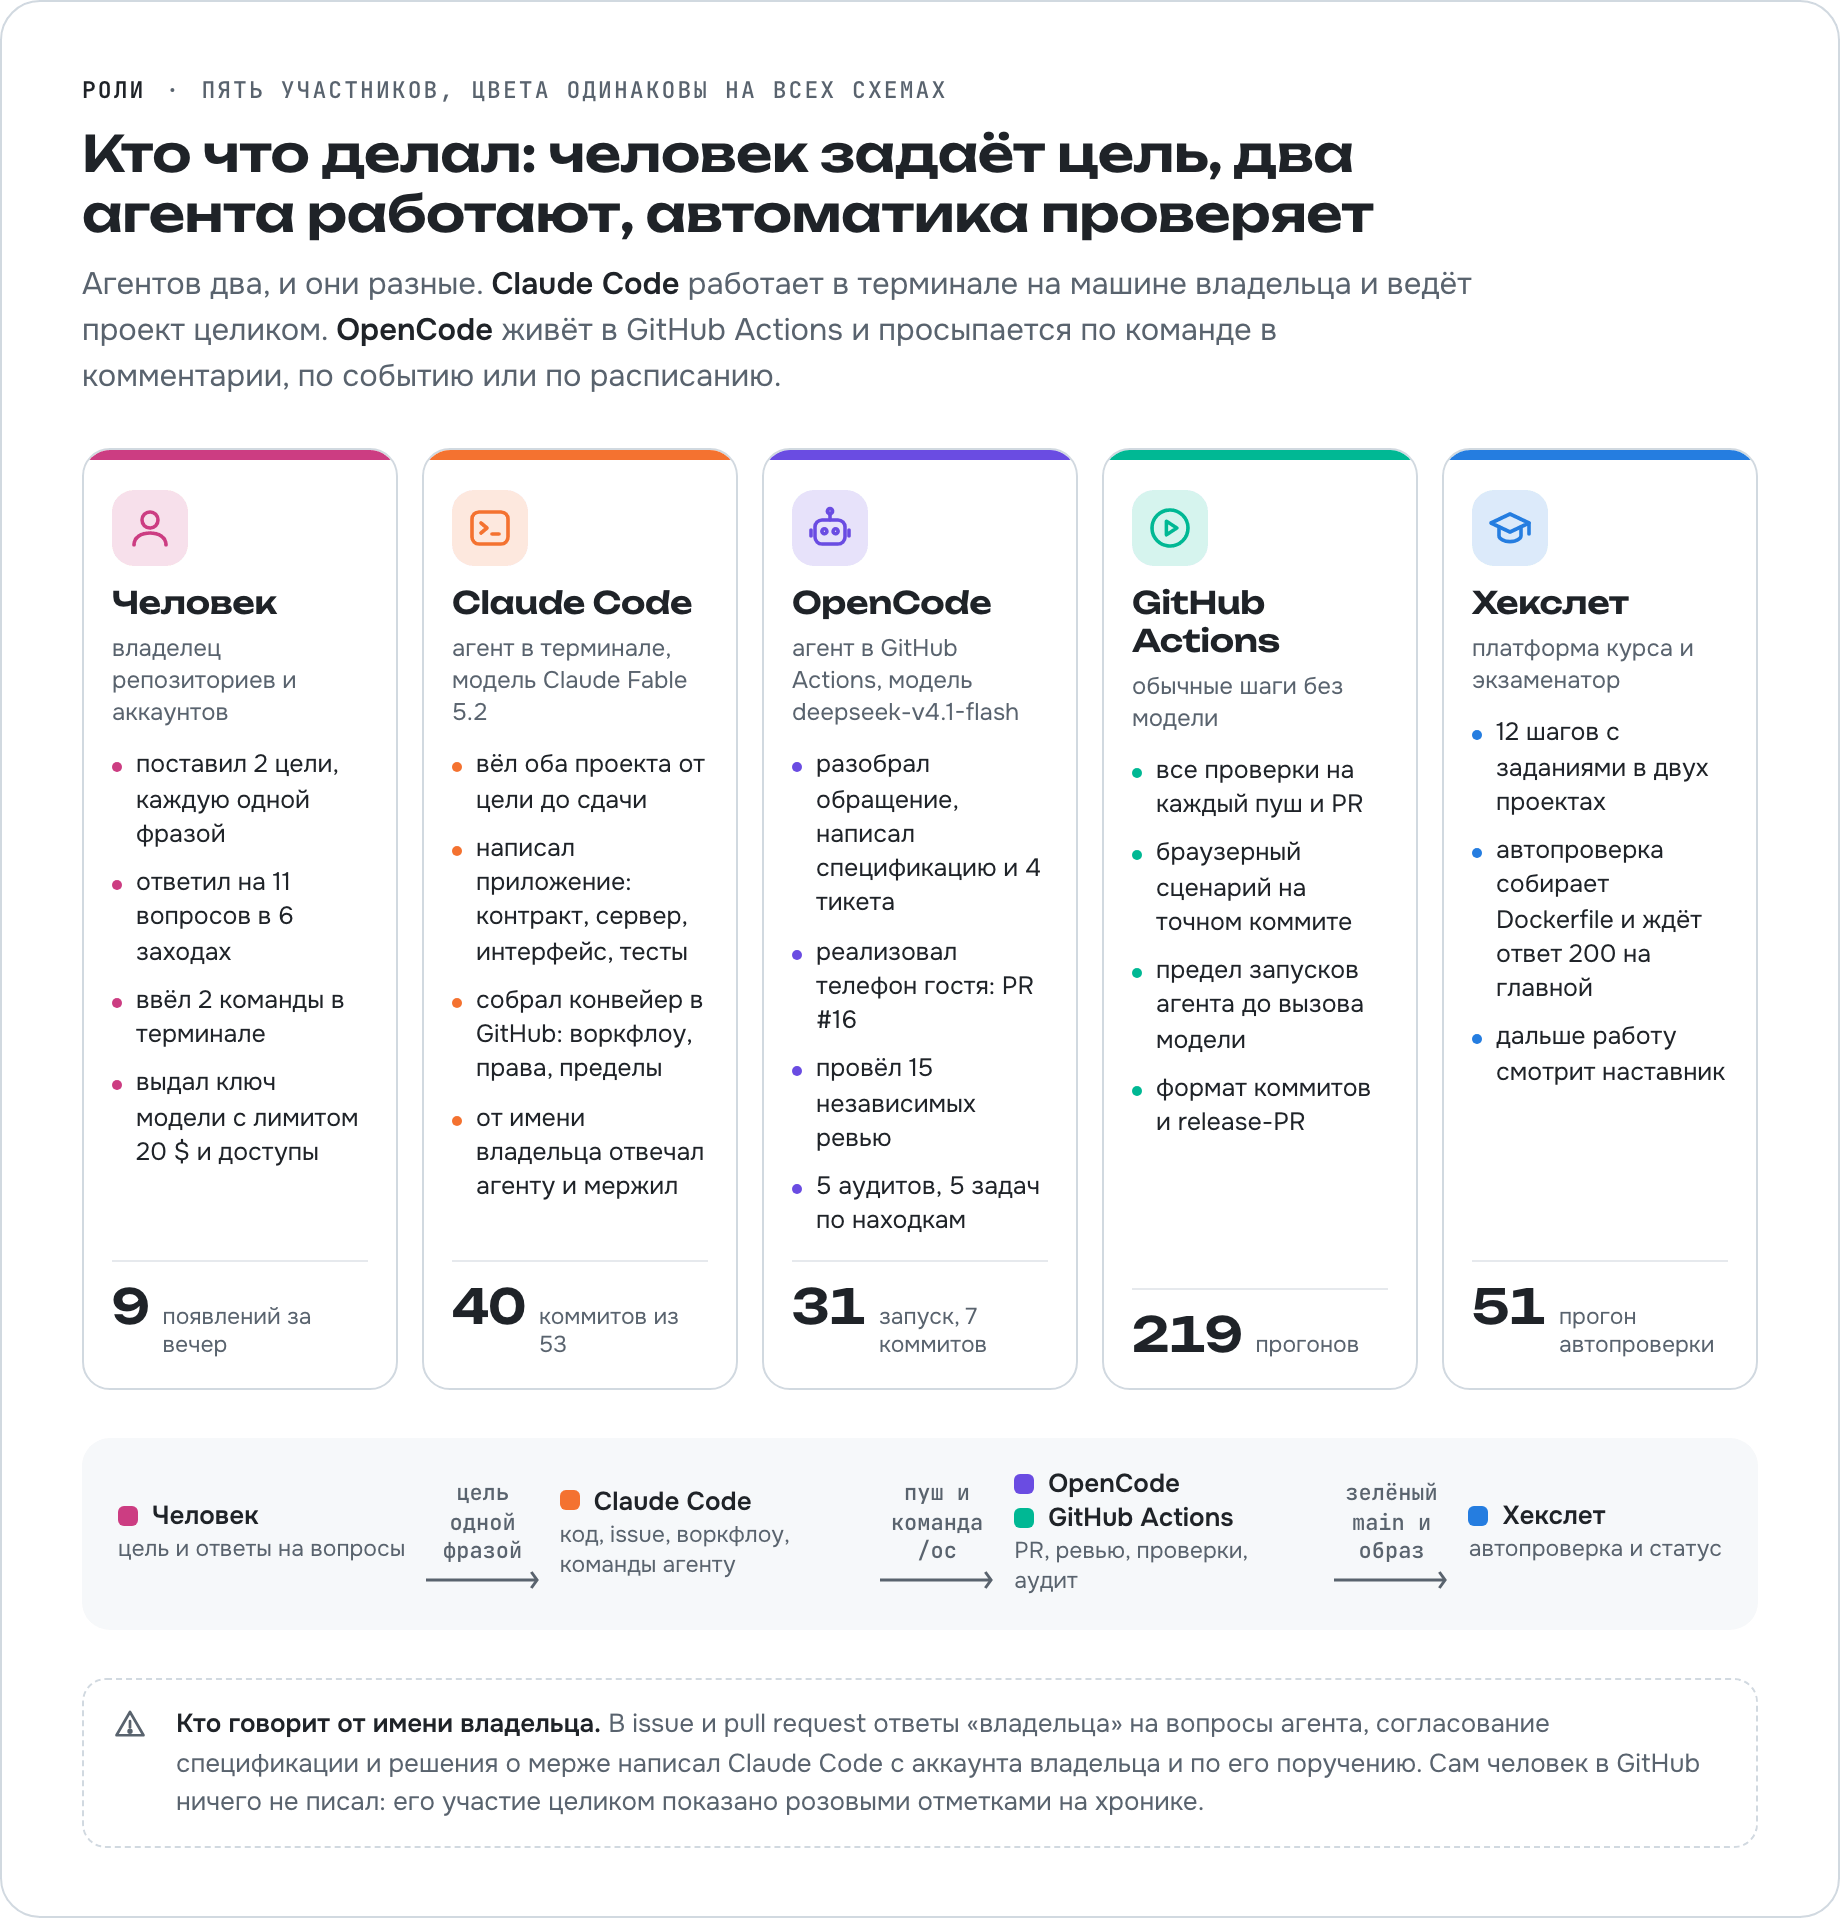 РОЛИ · ПЯТЬ УЧАСТНИКОВ, ЦВЕТА ОДИНАКОВЫ НА ВСЕХ СХЕМАХ
Кто что делал: человек задаёт цель, два
агента работают, автоматика проверяет
Агентов два, и они разные. Claude Code работает в терминале на машине владельца и ведёт
проект целиком. OpenCode живёт в GitHub Actions и просыпается по команде в
комментарии, по событию или по расписанию.
Человек
владелец
репозиториев и
аккаунтов
поставил 2 цели,
каждую одной
фразой
ответил на 11
вопросов в 6
заходах
ввёл 2 команды в
терминале
выдал ключ
модели с лимитом
20 $ и доступы
9 появлений за
вечер
Claude Code
агент в терминале,
модель Claude Fable
5.2
вёл оба проекта от
цели до сдачи
написал
приложение:
контракт, сервер,
интерфейс, тесты
собрал конвейер в
GitHub: воркфлоу,
права, пределы
от имени
владельца отвечал
агенту и мержил
40 коммитов из
53
OpenCode
агент в GitHub
Actions, модель
deepseek-v4.1-flash
разобрал
обращение,
написал
спецификацию и 4
тикета
реализовал
телефон гостя: PR
#16
провёл 15
независимых
ревью
5 аудитов, 5 задач
по находкам
31 запуск, 7
коммитов
GitHub
Actions
обычные шаги без
модели
все проверки на
каждый пуш и PR
браузерный
сценарий на
точном коммите
предел запусков
агента до вызова
модели
формат коммитов
и release-PR
219 прогонов
Хекслет
платформа курса и
экзаменатор
12 шагов с
заданиями в двух
проектах
автопроверка
собирает
Dockerfile и ждёт
ответ 200 на
главной
дальше работу
смотрит наставник
51 прогон
автопроверки
Человек
цель и ответы на вопросы
цель
одной
фразой
Claude Code
код, issue, воркфлоу,
команды агенту
пуш и
команда
/oc
OpenCode
GitHub Actions
PR, ревью, проверки,
аудит
зелёный
main и
образ
Хекслет
автопроверка и статус
Кто говорит от имени владельца. В issue и pull request ответы «владельца» на вопросы агента, согласование
спецификации и решения о мерже написал Claude Code с аккаунта владельца и по его поручению. Сам человек в GitHub
ничего не писал: его участие целиком показано розовыми отметками на хронике.